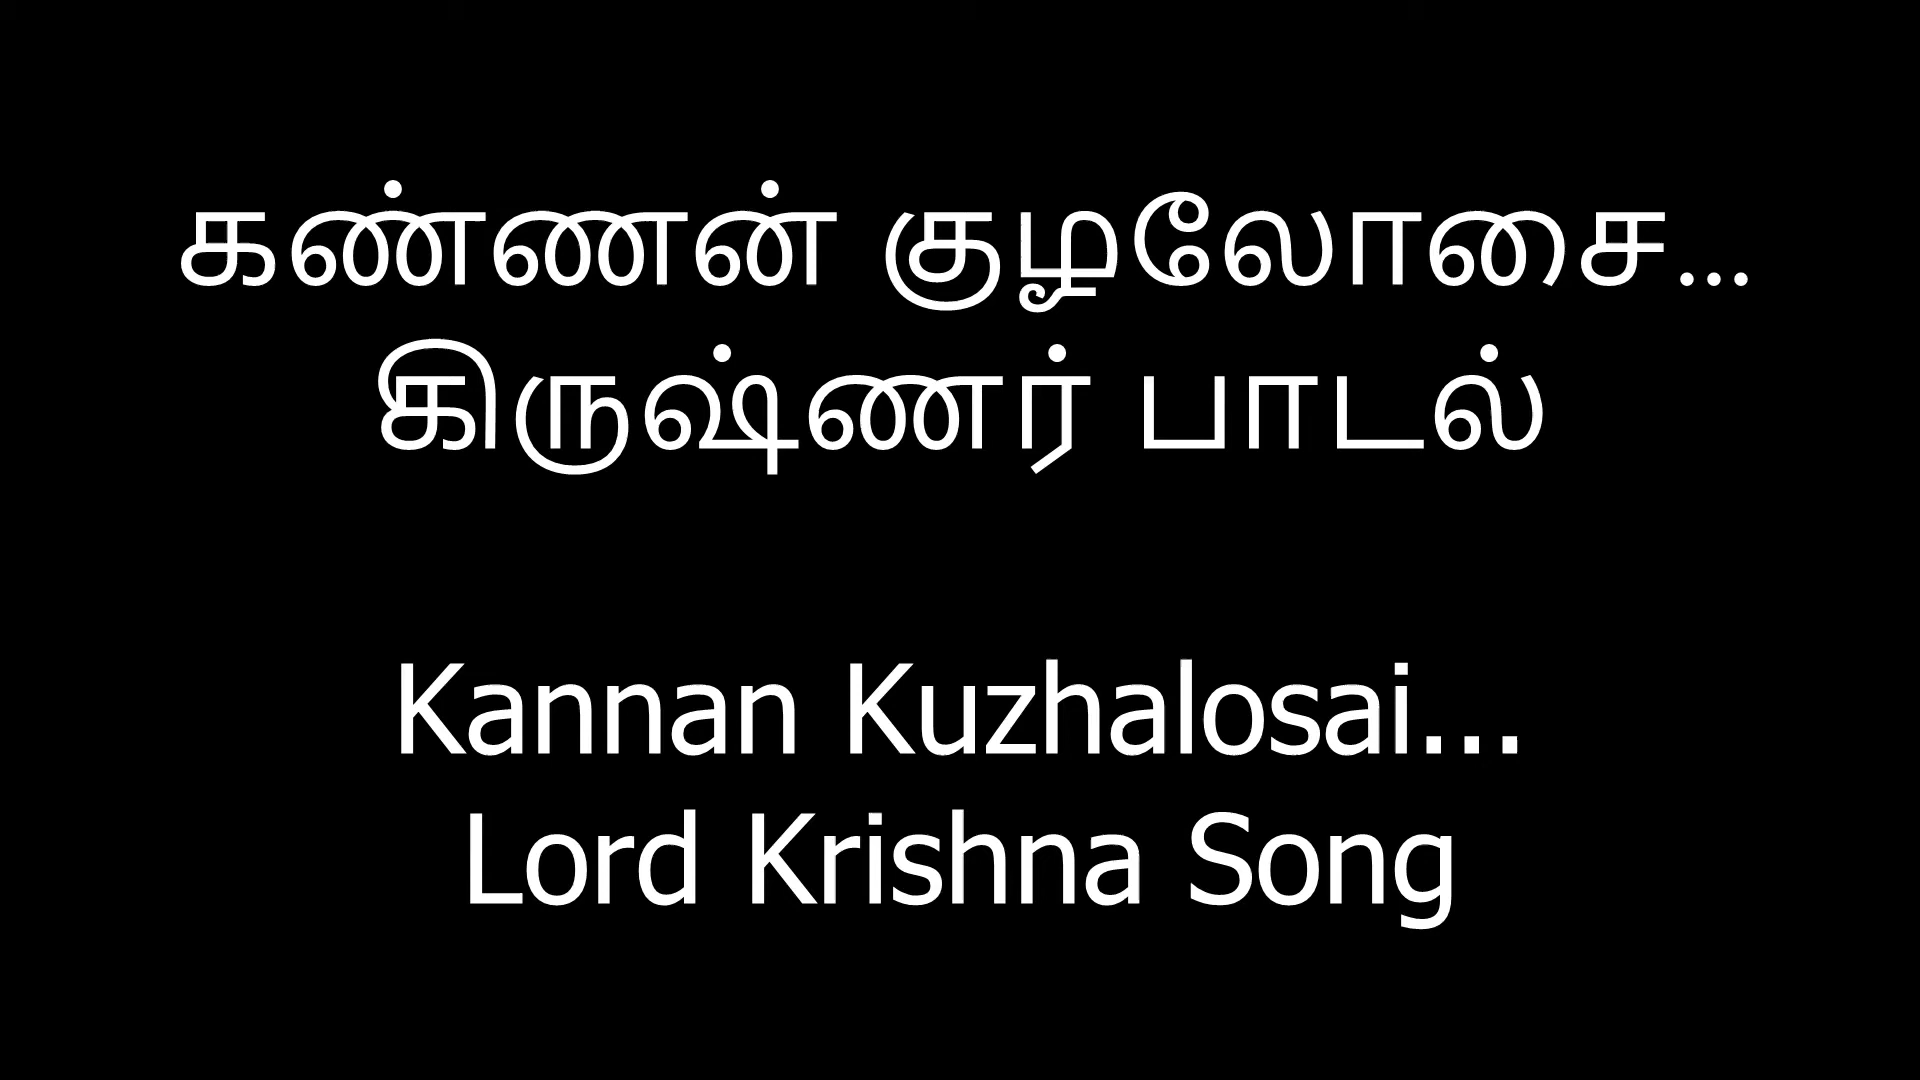 கண்ணன் குழலோசை...
கிருஷ்ணர் பாடல்
Kannan Kuzhalosai...
Lord Krishna Song